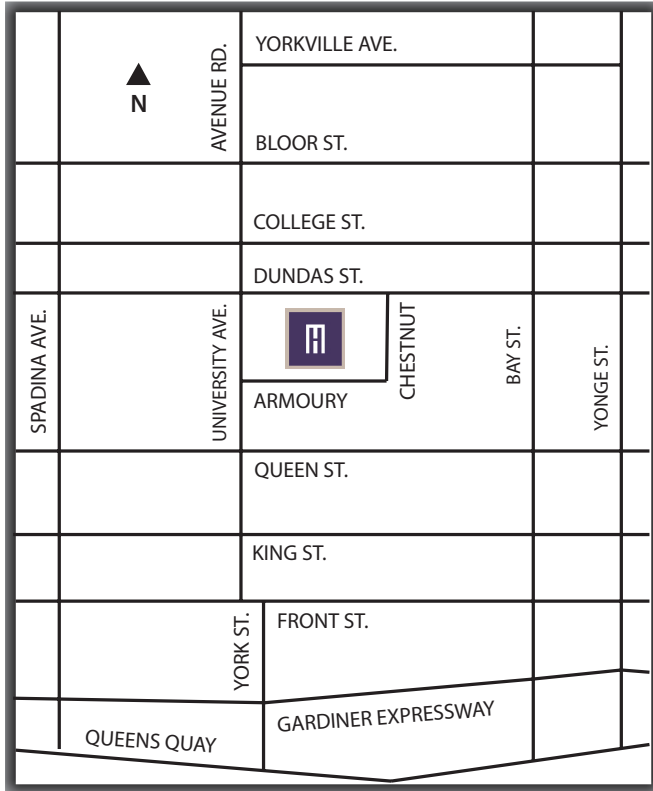 YORKVILLE AVE.
AVENUE RD.
N
BLOOR ST.
COLLEGE ST.
DUNDAS ST.
SPADINA AVE.
UNIVERSITY AVE.
CHESTNUT
BAY ST.
YONGE ST.
ARMOURY
QUEEN ST.
KING ST.
YORK ST.
FRONT ST.
GARDINER EXPRESSWAY
QUEENS QUAY